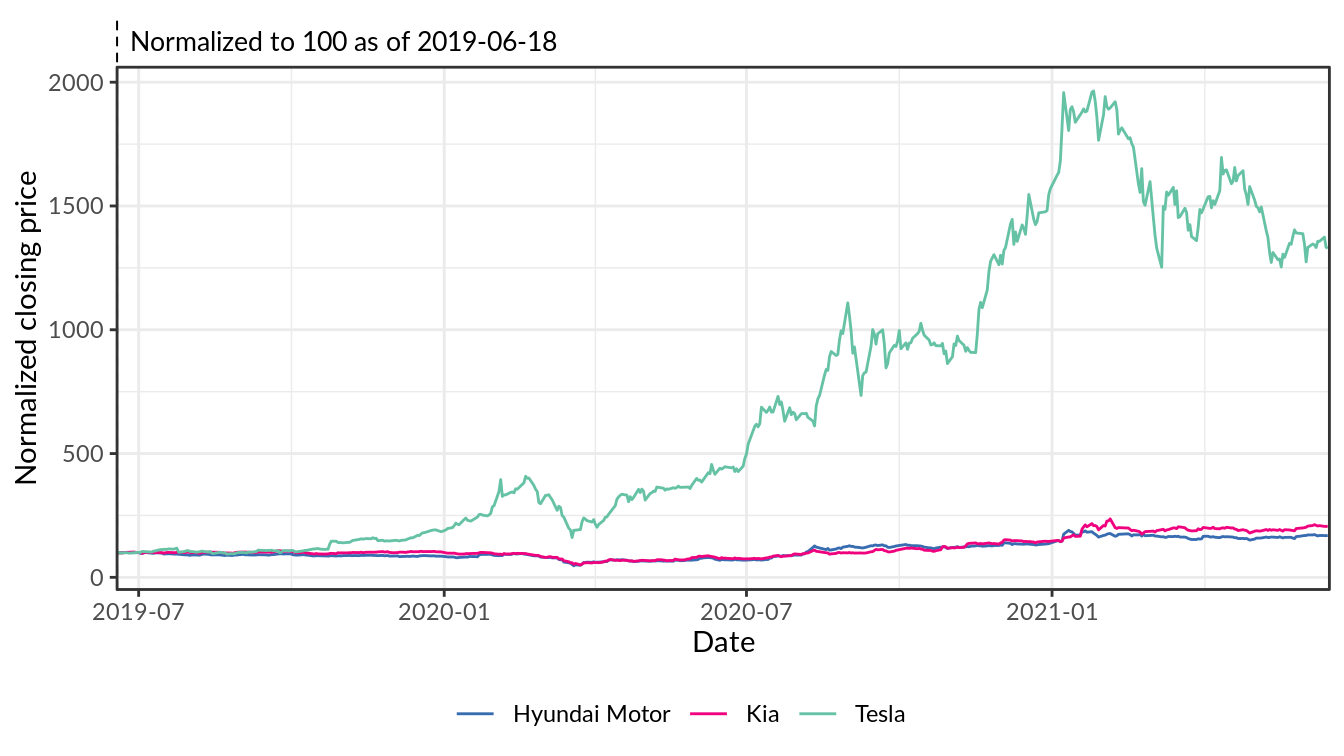 Normalized to 100 as of 2019-06-18
Normalized closing price
2000
1500
1000
500
0
2019-07 2020-01 2020-07 2021-01
Date
Hyundai Motor Kia Tesla